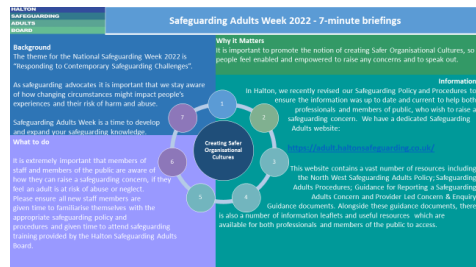 HALTON
SAFEGUARDING
ADULTS
BOARD
Safeguarding Adults Week 2022 - 7-minute briefings
Background
The theme for the National Safeguarding Week 2022 is
"Responding to Contemporary Safeguarding Challenges".
As safeguarding advocates it is important that we stay aware
of how changing circumstances might impact people's
experiences and their risk of harm and abuse.
Safeguarding Adults Week is a time to develop
and expand your safeguarding knowledge.
What to do
It is extremely important that members of
staff and members of the public are aware of
how they can raise a safeguarding concern, if they
feel an adult is at risk of abuse or neglect.
Please ensure all new staff members are
given time to familiarise themselves with the
appropriate safeguarding policy and
procedures and given time to attend safeguarding
training provided by the Halton Safeguarding Adults
Board.
Why it Matters
It is important to promote the notion of creating Safer Organisational Cultures, so
people feel enabled and empowered to raise any concerns and to speak out.
Information
In Halton, we recently revised our Safeguarding Policy and Procedures to
ensure the information was up to date and current to help both
professionals and members of public, who wish to raise a
safeguarding concern. We have a dedicated Safeguarding
Adults website:
https://adult.haltonsafeguarding.co.uk/
This website contains a vast number of resources including
the North West Safeguarding Adults Policy; Safeguarding
Adults Procedures; Guidance for Reporting a Safeguarding
Adults Concern and Provider Led Concern & Enquiry
Guidance documents. Alongside these guidance documents, there
is also a number of information leaflets and useful resources which are
available for both professionals and members of the public to access.
1
2
3
4
5
6
7
Creating Safer
Organisational
Cultures